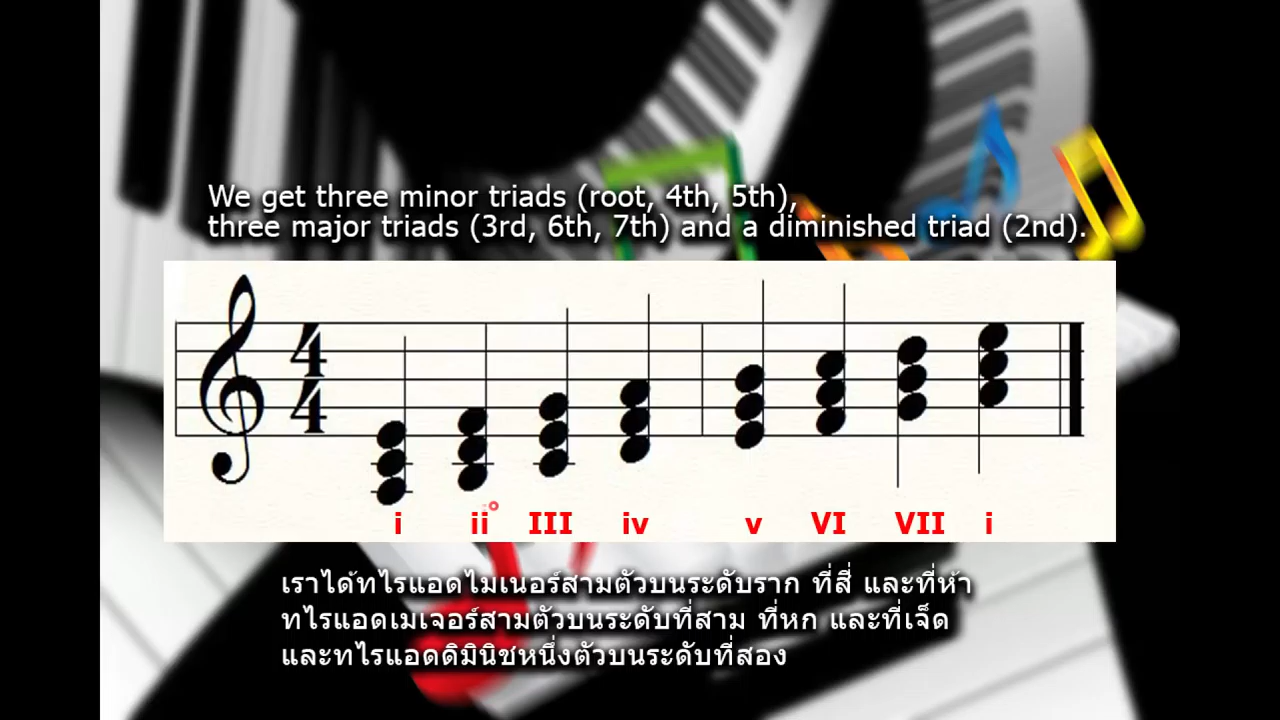 We get three minor triads (root, 4th, 5th),
three major triads (3rd, 6th, 7th) and a diminished triad (2nd).
4
4
i ii° III iv v VI VII i
เราได้ทไรแอดไมเนอร์สามตัวบนระดับราก ที่สี่ และที่ห้า
ทไรแอดเมเจอร์สามตัวบนระดับที่สาม ที่หก และที่เจ็ด
และทไรแอดดิมินิชหนึ่งตัวบนระดับที่สอง